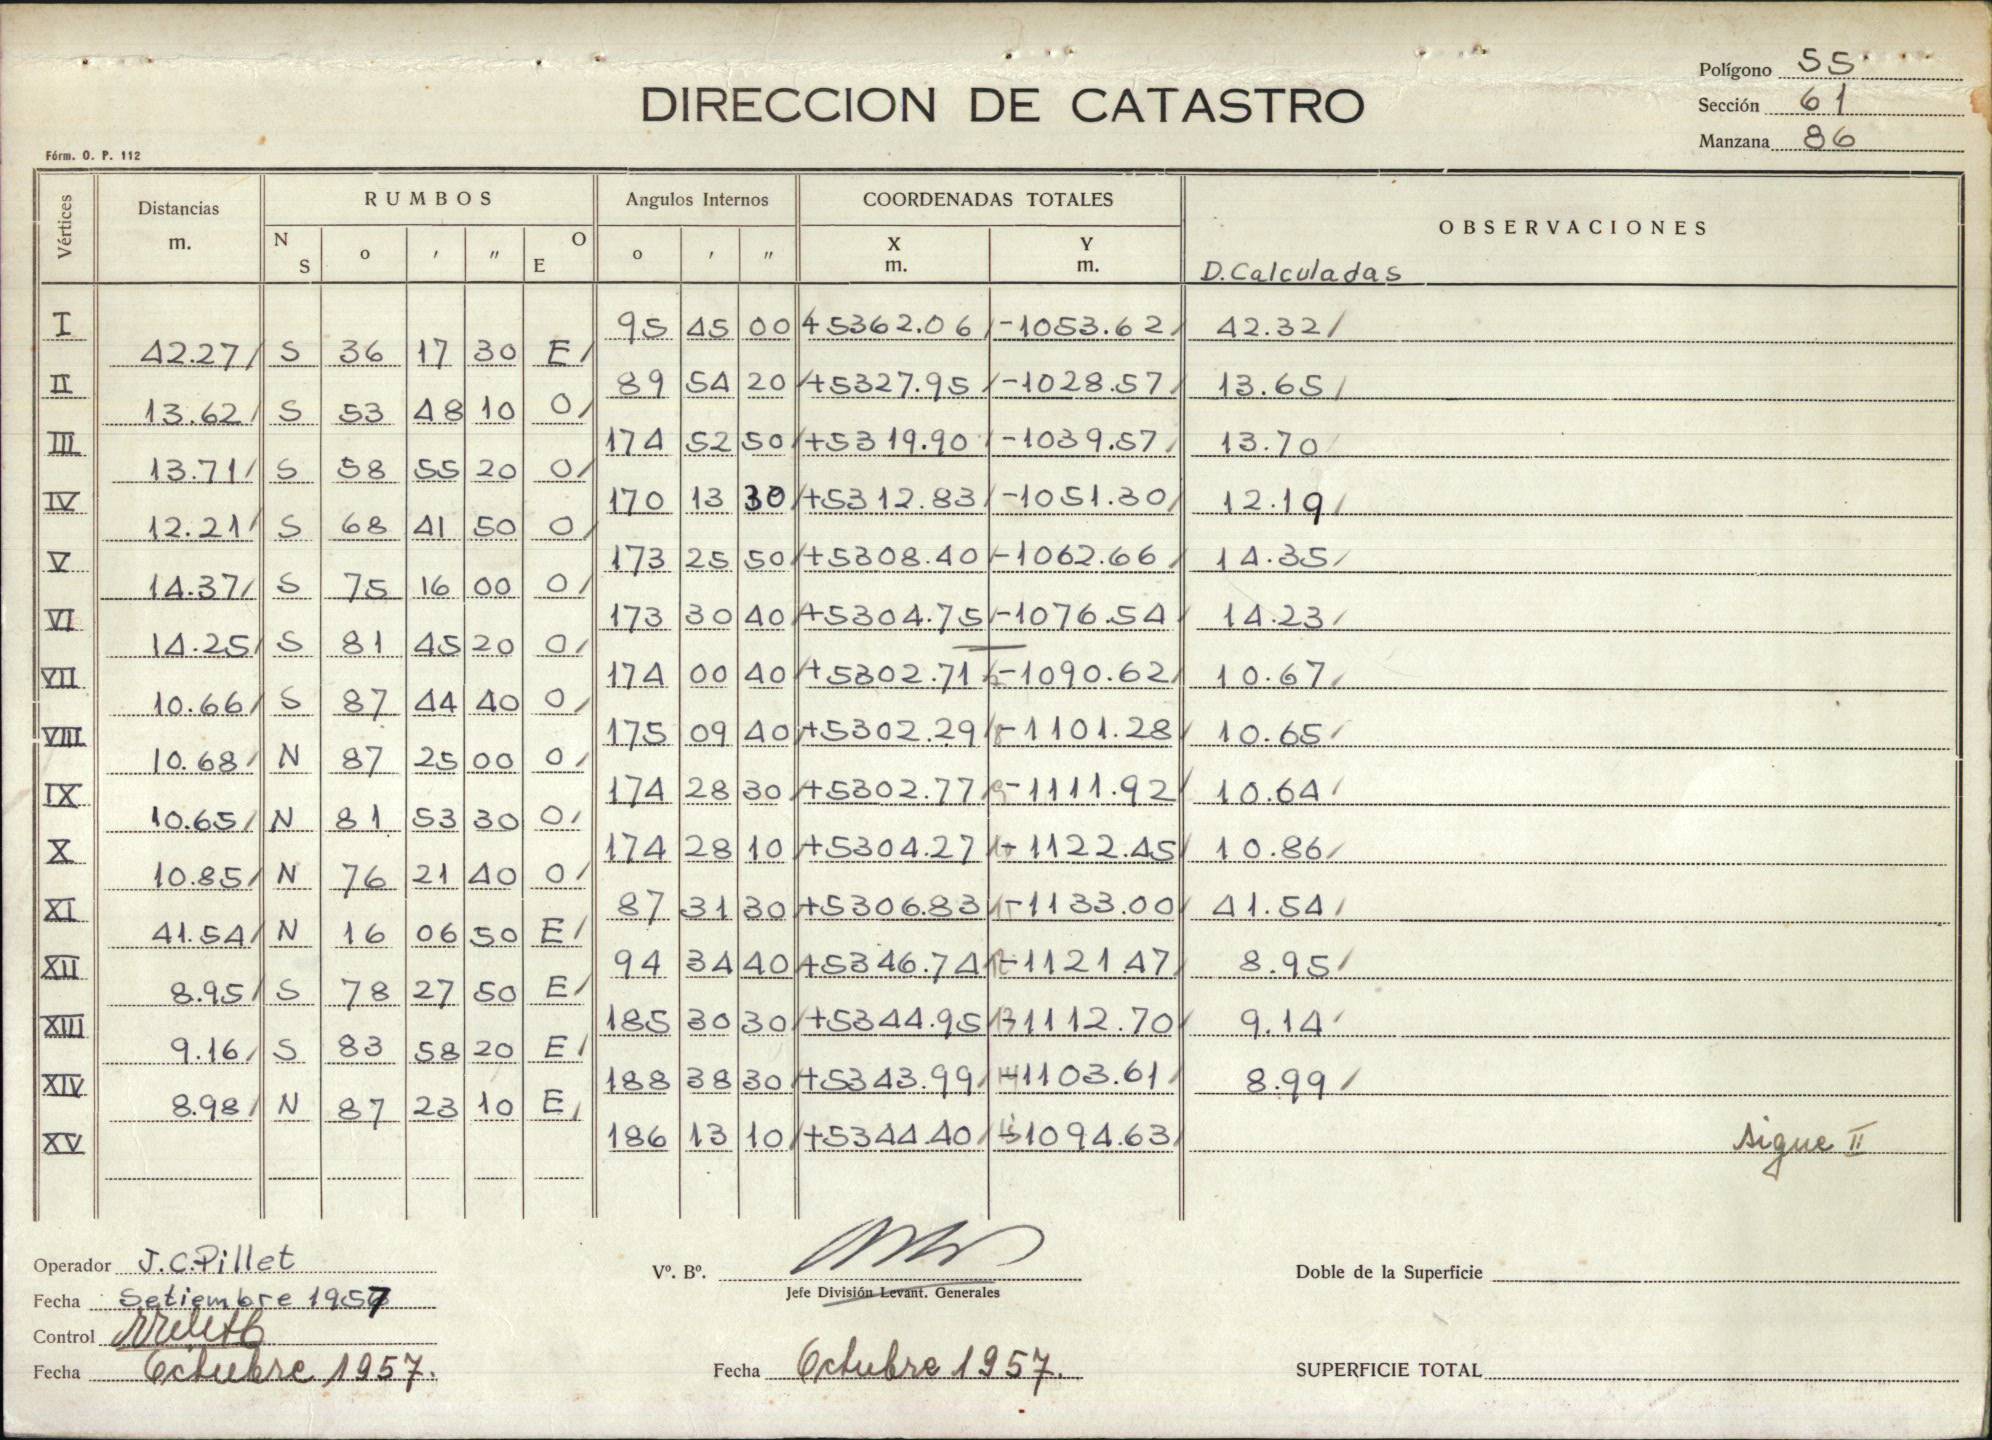 Polígono 55
Sección 61
Manzana 86
DIRECCION DE CATASTRO
Fórm. O. P. 112
Vértices Distancias m. RUMBOS N S o ' " O E Angulos Internos o ' " COORDENADAS TOTALES X m. Y m. OBSERVACIONES
D. Calculadas
I 95 45 00 +5362.06 -1053.62 42.32
42.27 S 36 17 30 E
II 89 54 20 +5327.95 -1028.57 13.65
13.62 S 53 48 10 O
III 174 52 50 +5319.90 -1039.57 13.70
13.71 S 58 55 20 O
IV 170 13 30 +5312.83 -1051.30 12.19
12.21 S 68 41 50 O
V 173 25 50 +5308.40 -1062.66 14.35
14.37 S 75 16 00 O
VI 173 30 40 +5304.75 -1076.54 14.23
14.25 S 81 45 20 O
VII 174 00 40 +5302.71 -1090.62 10.67
10.66 S 87 44 40 O
VIII 175 09 40 +5302.29 -1101.28 10.65
10.68 N 87 25 00 O
IX 174 28 30 +5302.77 -1111.92 10.64
10.65 N 81 53 30 O
X 174 28 10 +5304.27 -1122.45 10.86
10.85 N 76 21 40 O
XI 87 31 30 +5306.83 -1133.00 41.54
41.54 N 16 06 50 E
XII 94 34 40 +5346.74 -1121.47 8.95
8.95 S 78 27 50 E
XIII 185 30 30 +5344.95 -1112.70 9.14
9.16 S 83 58 20 E
XIV 188 38 30 +5343.99 -1103.61 8.99
8.98 N 87 23 10 E
XV 186 13 10 +5344.40 -1094.63
sigue II
Operador J.C.Pillet
Fecha Setiembre 1957
Control
Fecha Octubre 1957.
Vº. Bº.
Jefe División Levant. Generales
Fecha Octubre 1957.
Doble de la Superficie
SUPERFICIE TOTAL